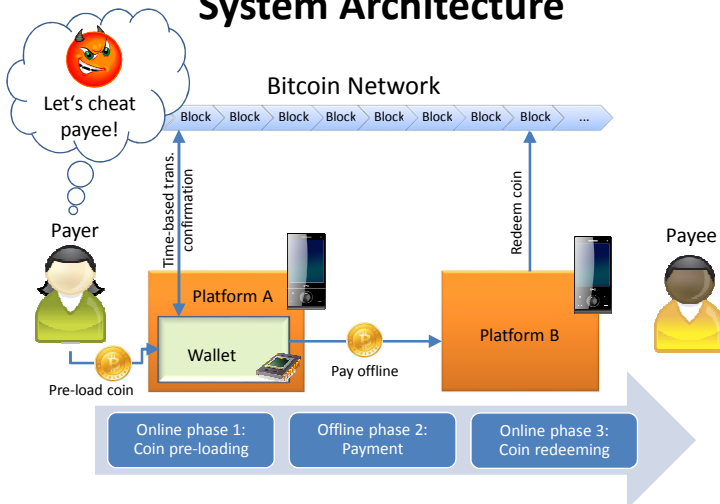 System Architecture
Let‘s cheat
payee!
Bitcoin Network
Block
Block
Block
Block
Block
Block
Block
Block
...
Time-based trans.
confirmation
Redeem coin
Payer
Payee
Platform A
Wallet
Platform B
Pay offline
Pre-load coin
Online phase 1:
Coin pre-loading
Offline phase 2:
Payment
Online phase 3:
Coin redeeming